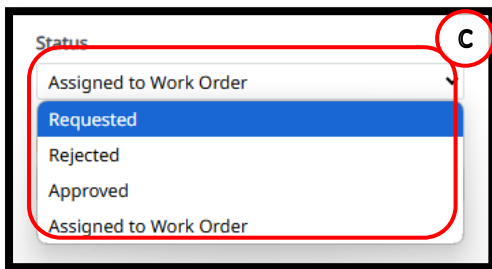 Status
C
Assigned to Work Order
Requested
Rejected
Approved
Assigned to Work Order